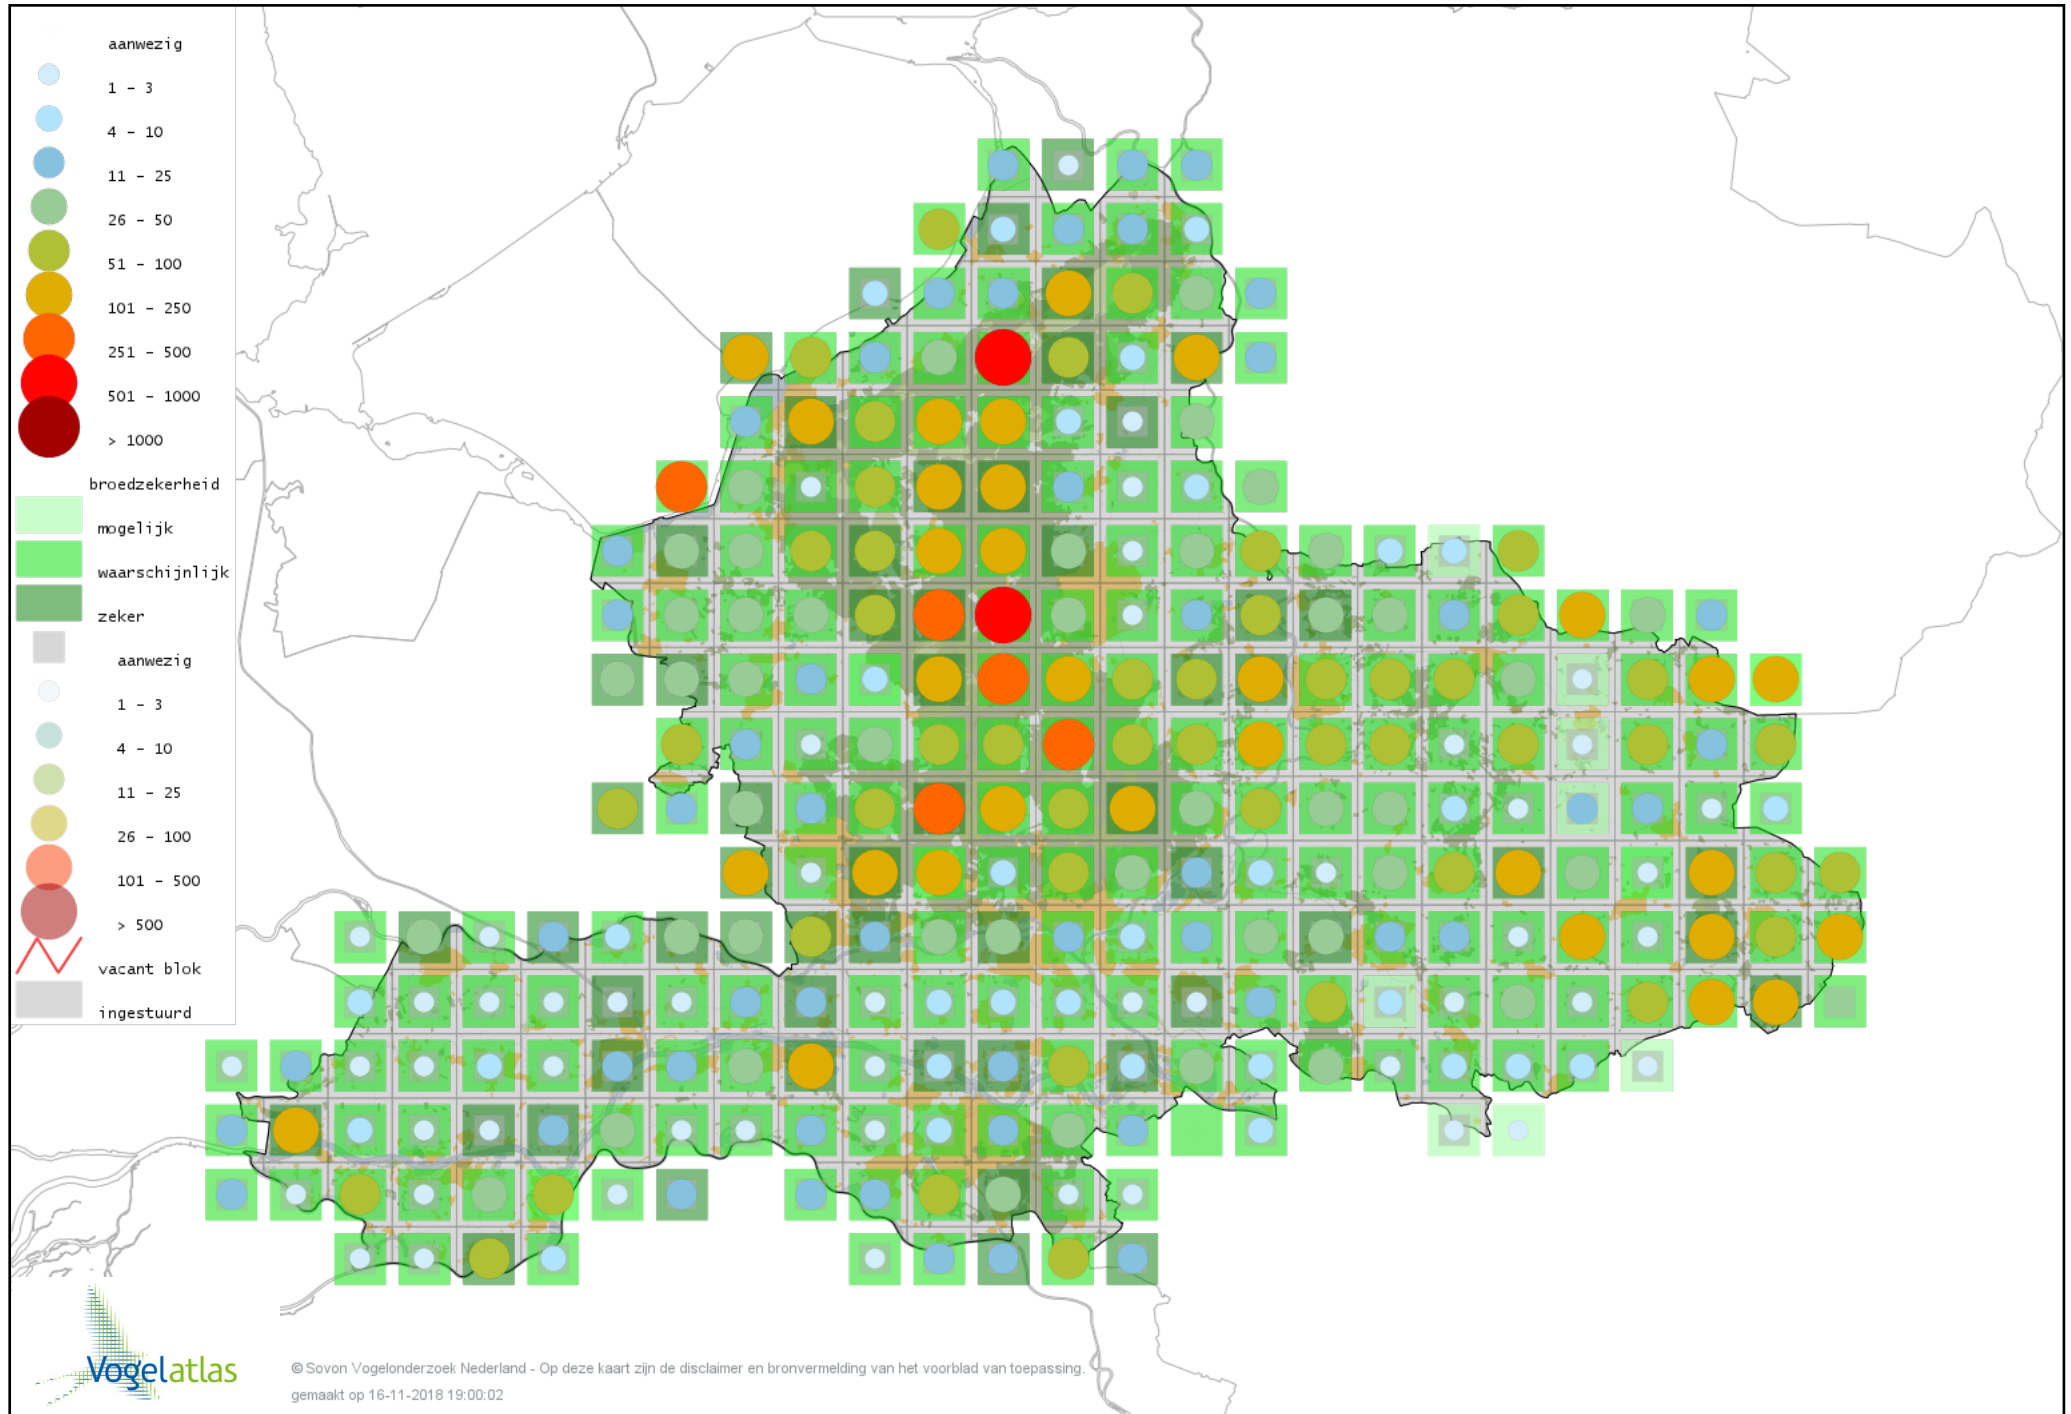 aanwezig
1 - 3
4 - 10
11 - 25
26 - 50
51 - 100
101 - 250
251 - 500
501 - 1000
> 1000
broedzekerheid
mogelijk
waarschijnlijk
zeker
aanwezig
1 - 3
4 - 10
11 - 25
26 - 100
101 - 500
> 500
vacant blok
ingestuurd
Vogelatlas
© Sovon Vogelonderzoek Nederland - Op deze kaart zijn de disclaimer en bronvermelding van het voorblad van toepassing.
gemaakt op 16-11-2018 19:00:02